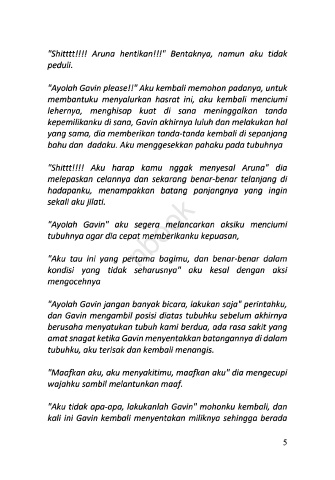 "Shitttt!!!! Aruna hentikan!!!" Bentaknya, namun aku tidak
peduli.
"Ayolah Gavin please!!" Aku kembali memohon padanya, untuk
membantuku menyalurkan hasrat ini, aku kembali menciumi
lehernya, menghisap kuat di sana meninggalkan tanda
kepemilikanku di sana, Gavin akhirnya luluh dan melakukan hal
yang sama, dia memberikan tanda-tanda kembali di sepanjang
bahu dan dadaku. Aku menggesekkan pahaku pada tubuhnya
"Shittt!!!! Aku harap kamu nggak menyesal Aruna" dia
melepaskan celannya dan sekarang benar-benar telanjang di
hadapanku, menampakkan batang panjangnya yang ingin
sekali aku jilati.
"Ayolah Gavin" aku segera melancarkan aksiku menciumi
tubuhnya agar dia cepat memberikanku kepuasan,
"Aku tau ini yang pertama bagimu, dan benar-benar dalam
kondisi yang tidak seharusnya" aku kesal dengan aksi
mengocehnya
"Ayolah Gavin jangan banyak bicara, lakukan saja" perintahku,
dan Gavin mengambil posisi diatas tubuhku sebelum akhirnya
berusaha menyatukan tubuh kami berdua, ada rasa sakit yang
amat snagat ketika Gavin menyentakkan batangannya di dalam
tubuhku, aku terisak dan kembali menangis.
"Maafkan aku, aku menyakitimu, maafkan aku" dia mengecupi
wajahku sambil melantunkan maaf.
"Aku tidak apa-apa, lakukanlah Gavin" mohonku kembali, dan
kali ini Gavin kembali menyentakan miliknya sehingga berada
5